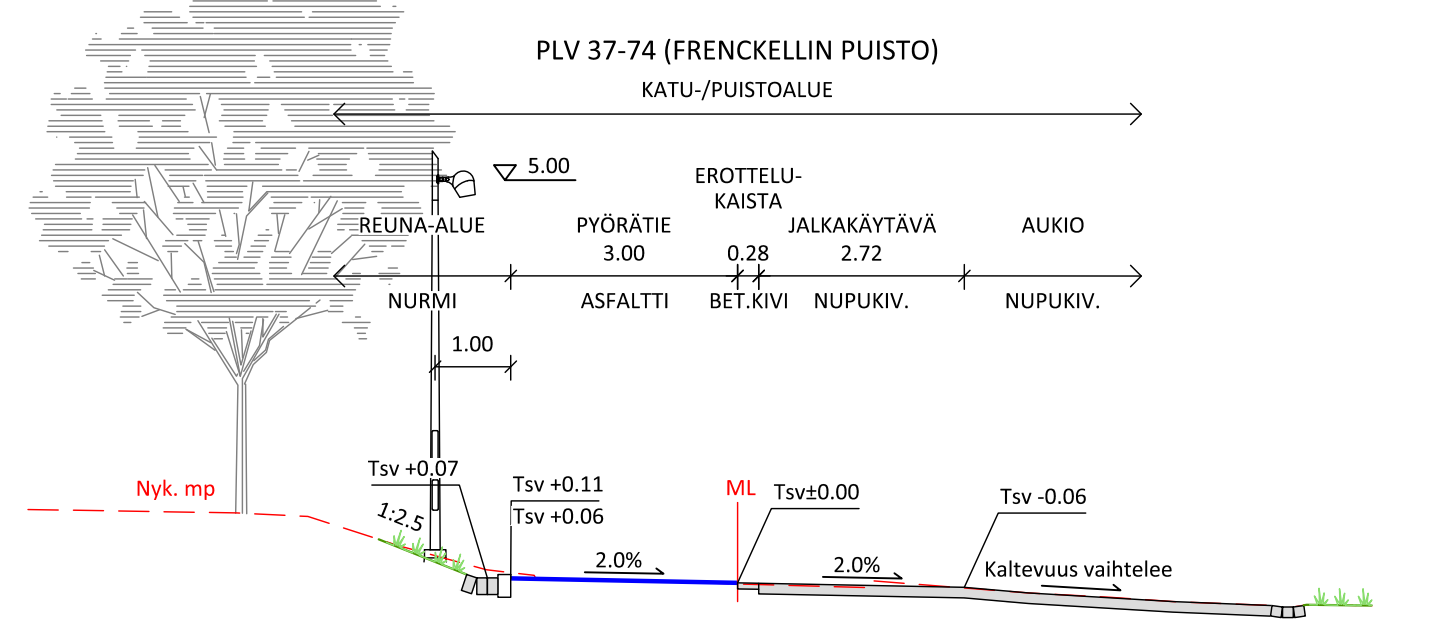 PLV 37-74 (FRENCKELLIN PUISTO)
KATU-/PUISTOALUE
5.00
EROTTELU-
KAISTA
REUNA-ALUE PYÖRÄTIE JALKAKÄYTÄVÄ AUKIO
3.00 0.28 2.72
NURMI ASFALTTI BET.KIVI NUPUKIV. NUPUKIV.
1.00
Tsv +0.07
Nyk. mp
Tsv +0.11
ML
Tsv±0.00
Tsv -0.06
1:2.5
Tsv +0.06
2.0%
2.0%
Kaltevuus vaihtelee